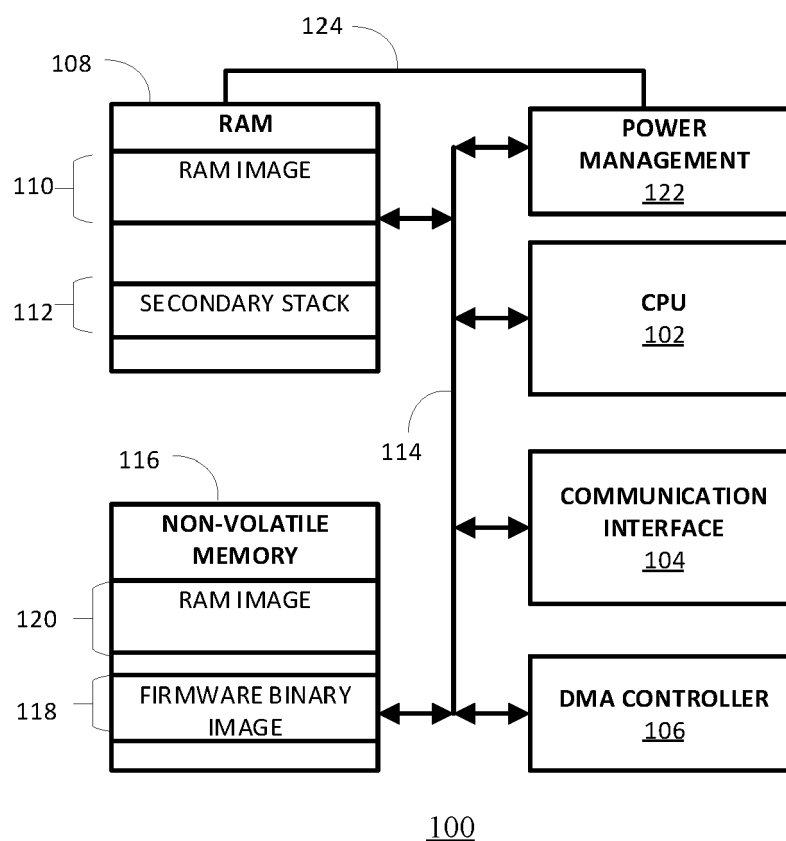 124
108
RAM
RAM IMAGE
110
SECONDARY STACK
112
POWER
MANAGEMENT
122
CPU
102
114
COMMUNICATION
INTERFACE
104
116
NON-VOLATILE
MEMORY
RAM IMAGE
120
FIRMWARE BINARY
IMAGE
118
DMA CONTROLLER
106
100